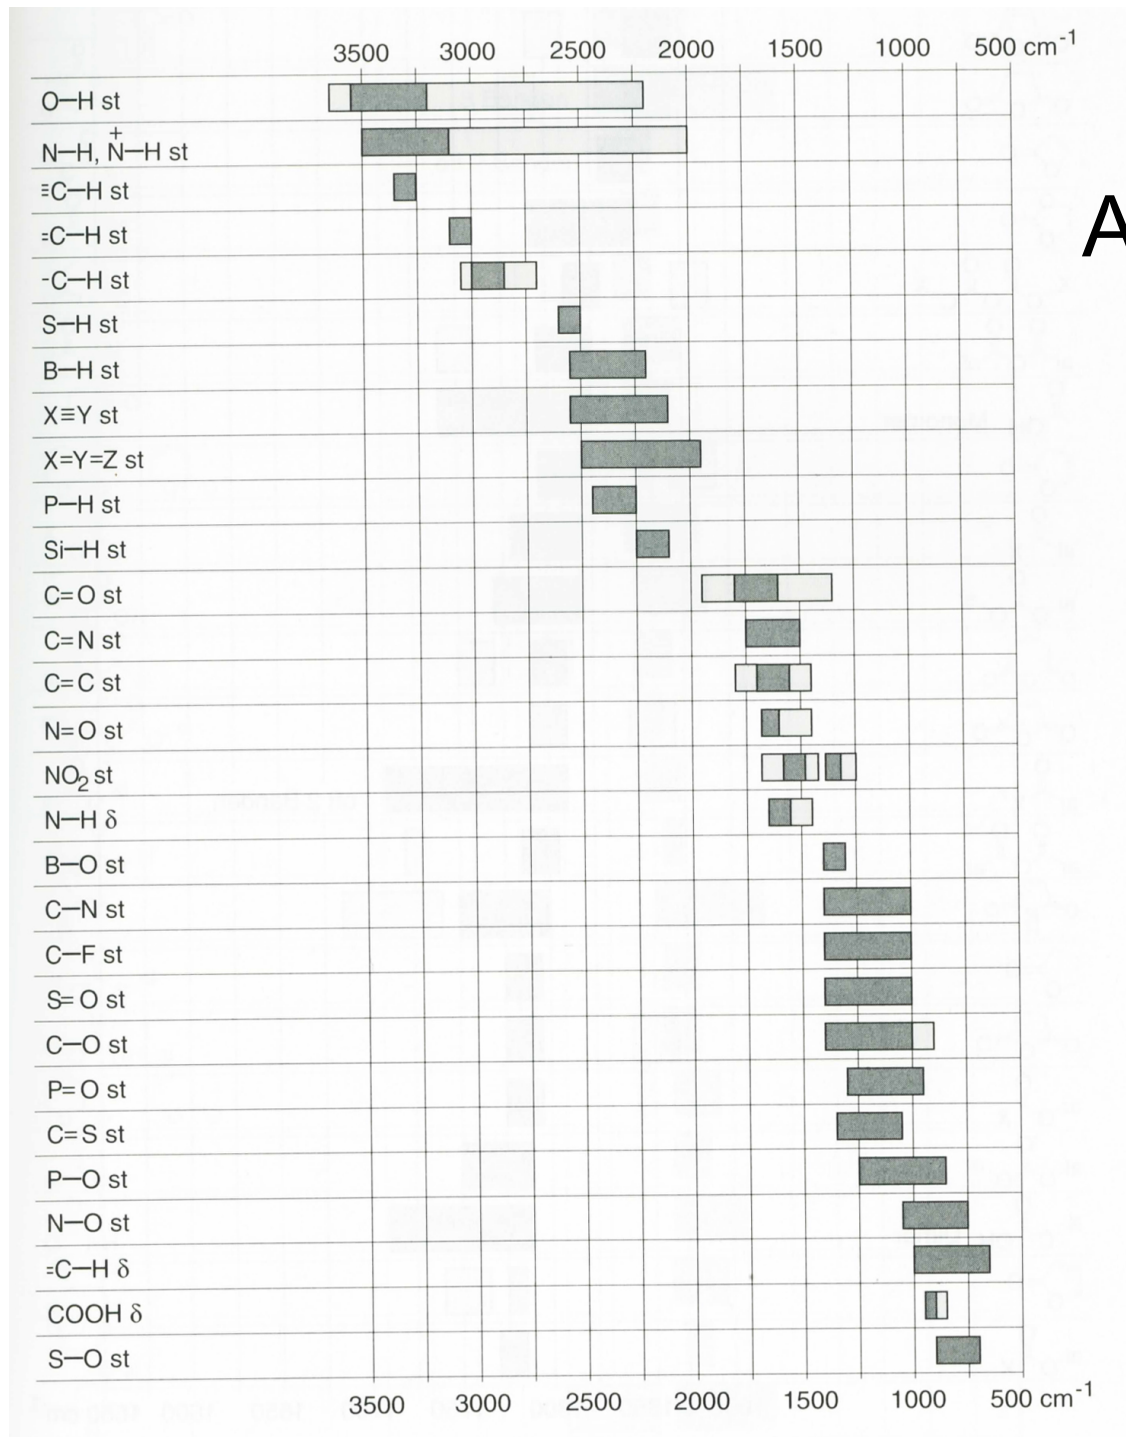 3500 3000 2500 2000 1500 1000 500 cm-1
O─H st
N─H, N+─H st
≡C─H st
A
=C─H st
-C─H st
S─H st
B─H st
X≡Y st
X=Y=Z st
P─H st
Si─H st
C=O st
C=N st
C=C st
N=O st
NO2 st
N─H δ
B─O st
C─N st
C─F st
S=O st
C─O st
P=O st
C=S st
P─O st
N─O st
=C─H δ
COOH δ
S─O st
3500 3000 2500 2000 1500 1000 500 cm-1